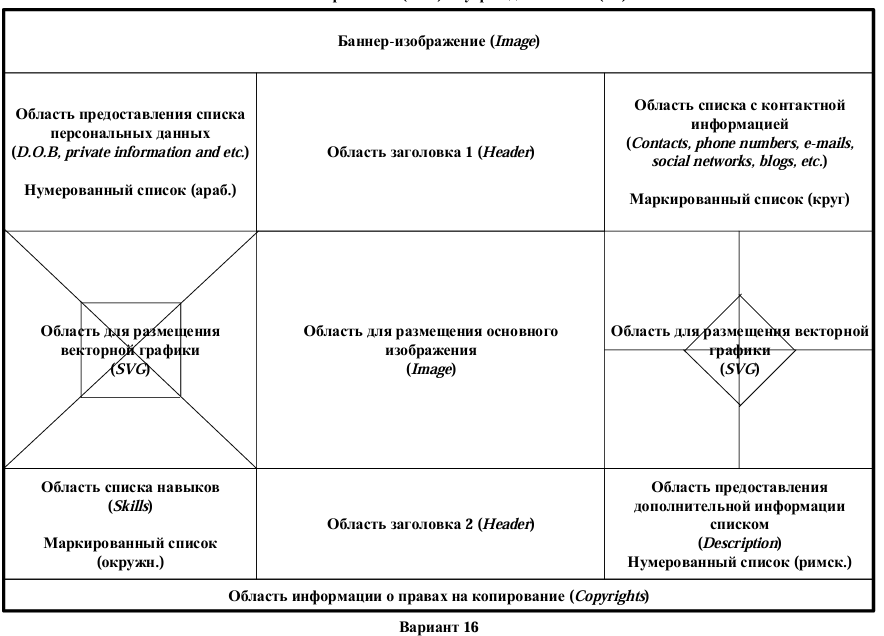 Баннер-изображение (Image)
Область предоставления списка
персональных данных
(D.O.B, private information and etc.)
Нумерованный список (араб.)
Область заголовка 1 (Header)
Область списка с контактной
информацией
(Contacts, phone numbers, e-mails,
social networks, blogs, etc.)
Маркированный список (круг)
Область для размещения
векторной графики
(SVG)
Область для размещения основного
изображения
(Image)
Область для размещения векторной
графики
(SVG)
Область списка навыков
(Skills)
Маркированный список
(окружн.)
Область заголовка 2 (Header)
Область предоставления
дополнительной информации
списком
(Description)
Нумерованный список (римск.)
Область информации о правах на копирование (Copyrights)
Вариант 16